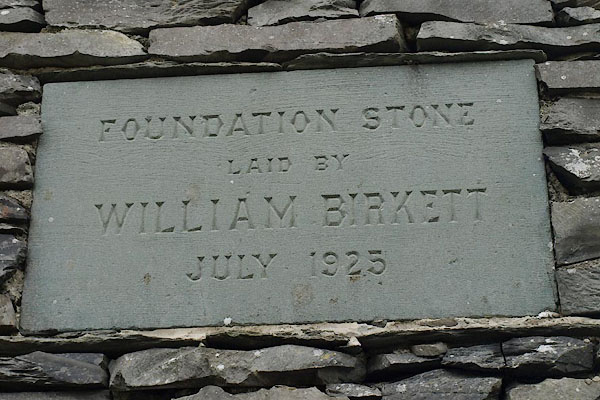 FOUNDATION STONE
LAID BY
WILLIAM BIRKETT
JULY 1925